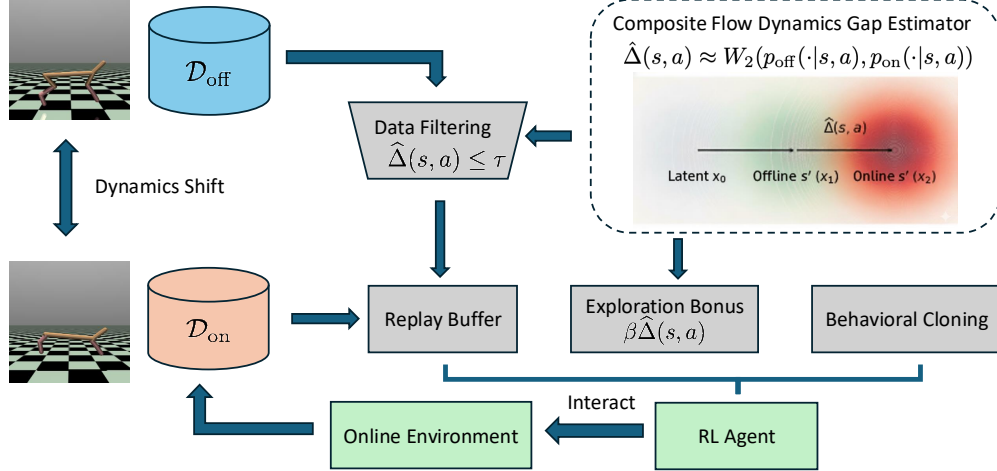 Composite Flow Dynamics Gap Estimator
$\hat{\Delta}(s,a) \approx W_2(p_{\text{off}}(\cdot|s,a), p_{\text{on}}(\cdot|s,a))$
$\mathcal{D}_{\text{off}}$
Data Filtering
$\widehat{\Delta}(s,a) \leq \tau$
$\widehat{\Delta}(s,a)$
Latent $x_0$
Offline $s'$ $(x_1)$
Online $s'$ $(x_2)$
Dynamics Shift
$\mathcal{D}_{\text{on}}$
Replay Buffer
Exploration Bonus
$\beta\widehat{\Delta}(s,a)$
Behavioral Cloning
Interact
Online Environment
RL Agent